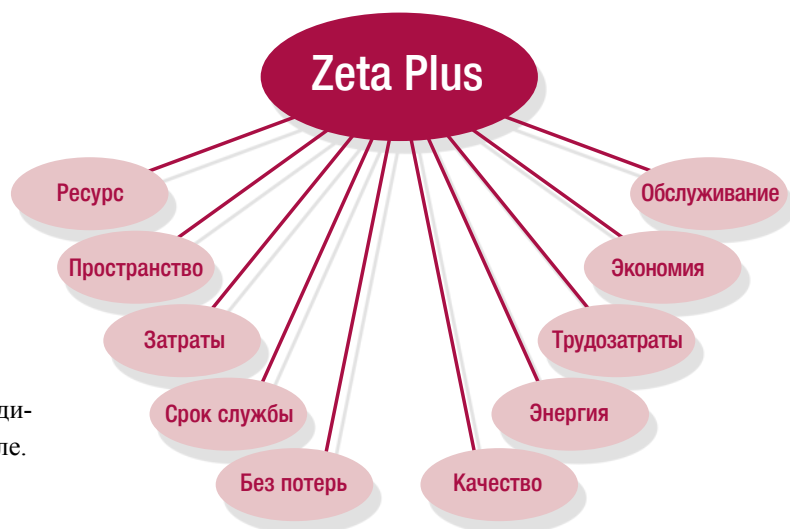 Zeta Plus
Ресурс
Обслуживание
Пространство
Экономия
Затраты
Трудозатраты
Срок службы
Энергия
ди-
ле.
Без потерь
Качество